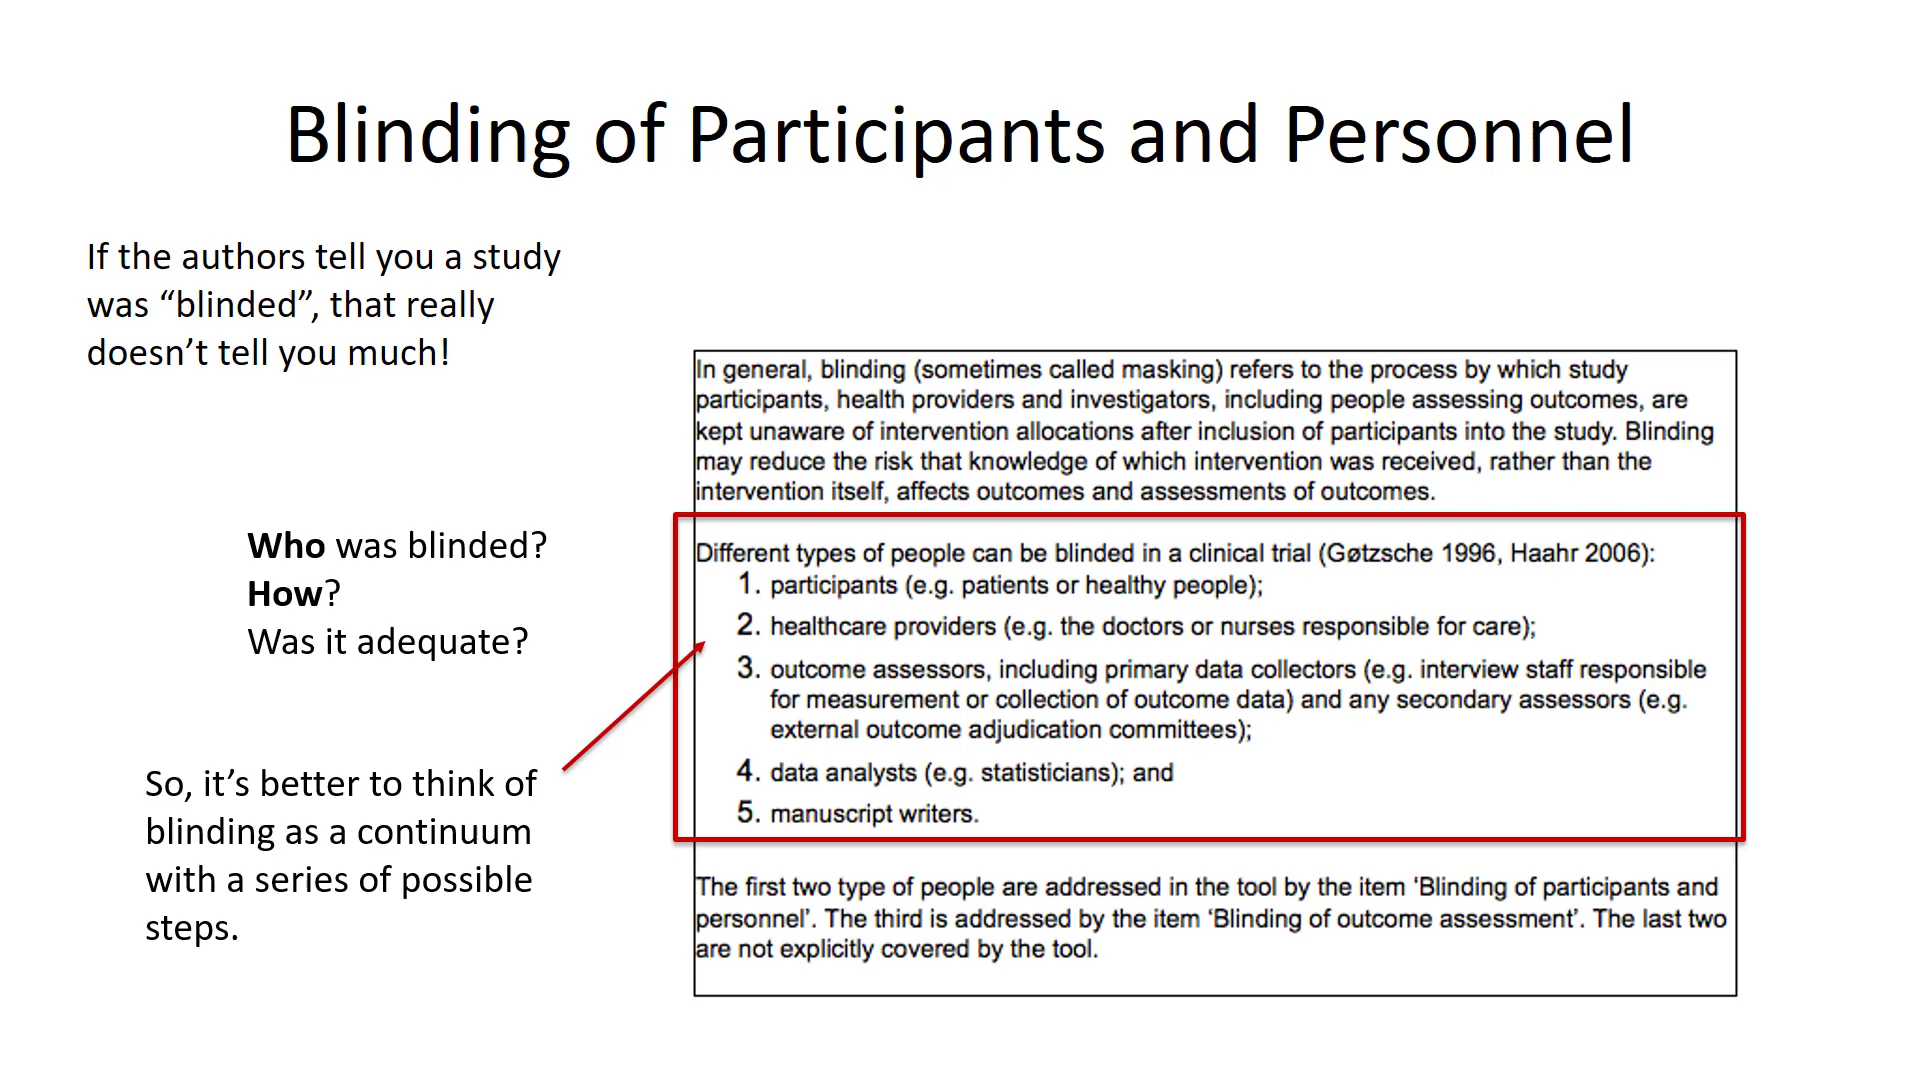 Blinding of Participants and Personnel
If the authors tell you a study
was “blinded”, that really
doesn’t tell you much!
Who was blinded?
How?
Was it adequate?
So, it’s better to think of
blinding as a continuum
with a series of possible
steps.
In general, blinding (sometimes called masking) refers to the process by which study
participants, health providers and investigators, including people assessing outcomes, are
kept unaware of intervention allocations after inclusion of participants into the study. Blinding
may reduce the risk that knowledge of which intervention was received, rather than the
intervention itself, affects outcomes and assessments of outcomes.
Different types of people can be blinded in a clinical trial (Gøtzsche 1996, Haahr 2006):
1. participants (e.g. patients or healthy people);
2. healthcare providers (e.g. the doctors or nurses responsible for care);
3. outcome assessors, including primary data collectors (e.g. interview staff responsible
for measurement or collection of outcome data) and any secondary assessors (e.g.
external outcome adjudication committees);
4. data analysts (e.g. statisticians); and
5. manuscript writers.
The first two type of people are addressed in the tool by the item ‘Blinding of participants and
personnel’. The third is addressed by the item ‘Blinding of outcome assessment’. The last two
are not explicitly covered by the tool.